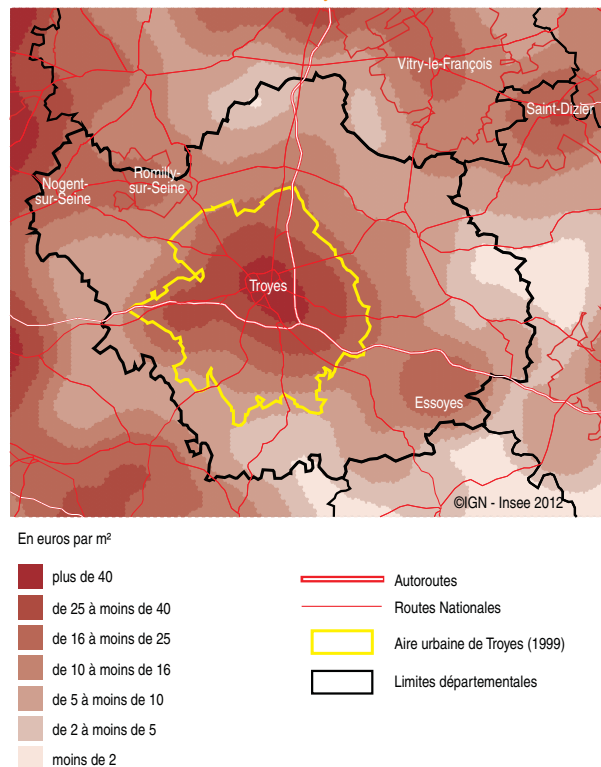 Vitry-le-François
Saint-Dizier
Romilly-
sur-Seine
Nogent-
sur-Seine
Troyes
Essoyes
©IGN - Insee 2012
En euros par m²
plus de 40
de 25 à moins de 40
de 16 à moins de 25
de 10 à moins de 16
de 5 à moins de 10
de 2 à moins de 5
moins de 2
Autoroutes
Routes Nationales
Aire urbaine de Troyes (1999)
Limites départementales